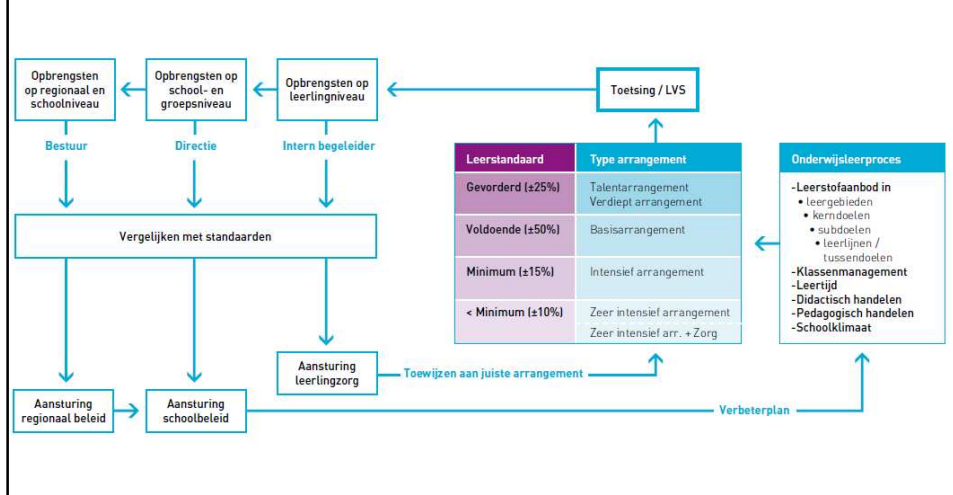 Opbrengsten
op regionaal en
schoolniveau
Opbrengsten op
school- en
groepsniveau
Opbrengsten op
leerlingniveau
Toetsing / LVS
Bestuur
Directie
Intern begeleider
Vergelijken met standaarden
Leerstandaard
Type arrangement
Gevorderd (±25%)
Talentarrangement
Verdiept arrangement
Voldoende (±50%)
Basisarrangement
Minimum (±15%)
Intensief arrangement
< Minimum (±10%)
Zeer intensief arrangement
Zeer intensief arr. + Zorg
Onderwijsleerproces
-Leerstofaanbod in
• leergebieden
• kerndoelen
• subdoelen
• leerlijnen /
tussendoelen
-Klassenmanagement
-Leertijd
-Didactisch handelen
-Pedagogisch handelen
-Schoolklimaat
Aansturing
leerlingzorg
Toewijzen aan juiste arrangement
Aansturing
regionaal beleid
Aansturing
schoolbeleid
Verbeterplan